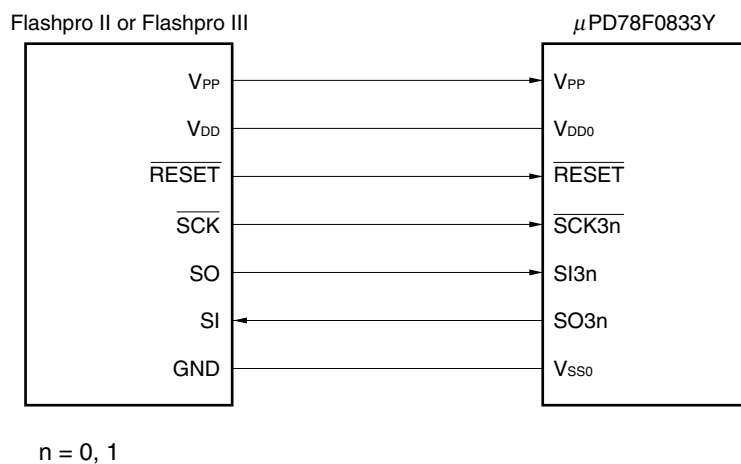 Flashpro II or Flashpro III
μPD78F0833Y
VPP VPP
VDD VDD0
RESET RESET
SCK SCK3n
SO SI3n
SI SO3n
GND VSS0
n = 0, 1